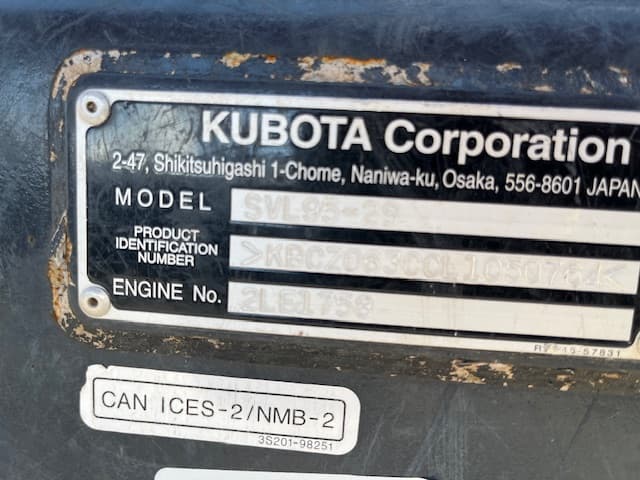 KUBOTA Corporation
2-47, Shikitsuhigashi 1-Chome, Naniwa-ku, Osaka, 556-8601 JAPAN
MODEL SVL95-2S
PRODUCT
IDENTIFICATION
NUMBER
ENGINE No. 2LE1758
CAN ICES-2/NMB-2
3S201-98251